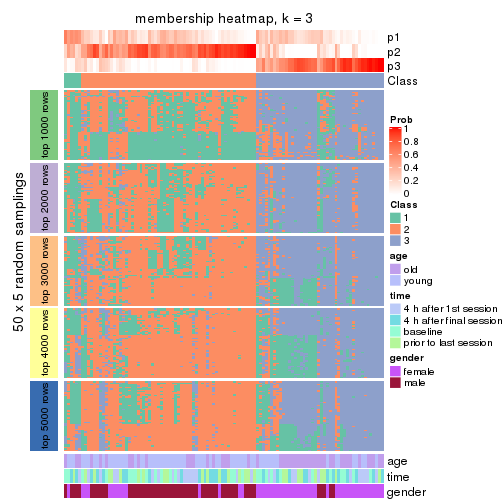 membership heatmap, k = 3
p1
p2
p3
Class
50 x 5 random samplings
top 1000 rows
top 2000 rows
top 3000 rows
top 4000 rows
top 5000 rows
Prob
1
0.8
0.6
0.4
0.2
0
Class
1
2
3
age
old
young
time
4 h after 1st session
4 h after final session
baseline
prior to last session
gender
female
male
age
time
gender